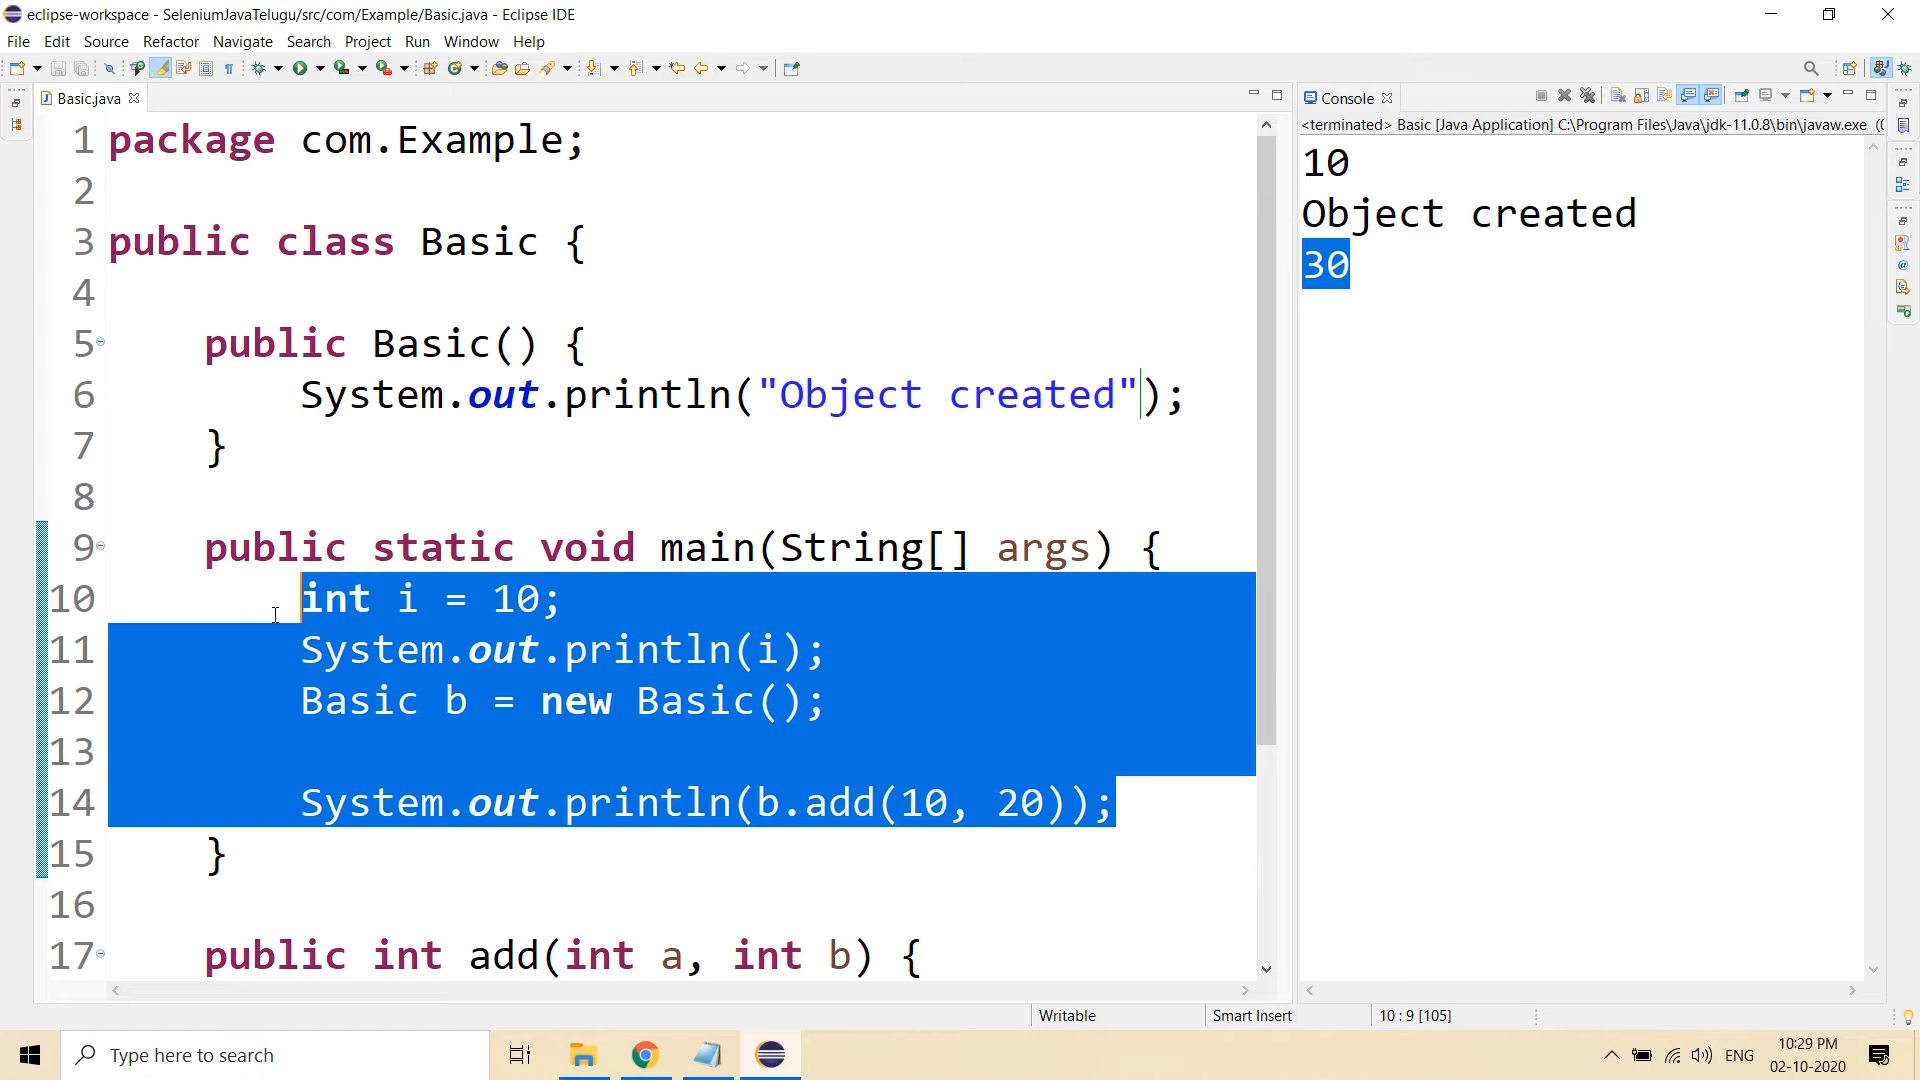 eclipse-workspace - SeleniumJavaTelugu/src/com/Example/Basic.java - Eclipse IDE
File Edit Source Refactor Navigate Search Project Run Window Help
Basic.java
1 package com.Example;
2
3 public class Basic {
4
5 public Basic() {
6 System.out.println("Object created");
7 }
8
9 public static void main(String[] args) {
10 int i = 10;
11 System.out.println(i);
12 Basic b = new Basic();
13
14 System.out.println(b.add(10, 20));
15 }
16
17 public int add(int a, int b) {
Console
<terminated> Basic [Java Application] C:\Program Files\Java\jdk-11.0.8\bin\javaw.exe (0
10
Object created
30
Writable Smart Insert 10 : 9 [105]
Type here to search
ENG
10:29 PM
02-10-2020